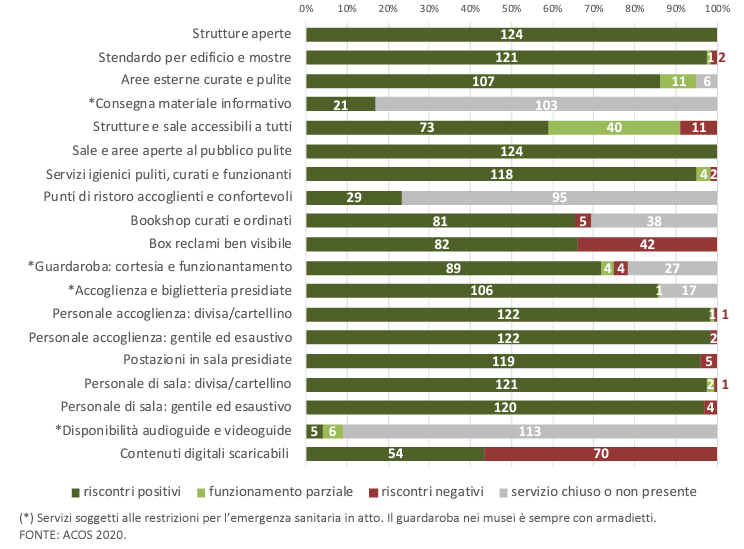 0% 10% 20% 30% 40% 50% 60% 70% 80% 90% 100%
Strutture aperte 124
Stendardo per edificio e mostre 121 1 2
Aree esterne curate e pulite 107 11 6
*Consegna materiale informativo 21 103
Strutture e sale accessibili a tutti 73 40 11
Sale e aree aperte al pubblico pulite 124
Servizi igienici puliti, curati e funzionanti 118 4 2
Punti di ristoro accoglienti e confortevoli 29 95
Bookshop curati e ordinati 81 5 38
Box reclami ben visibile 82 42
*Guardaroba: cortesia e funzionantamento 89 4 4 27
*Accoglienza e biglietteria presidiate 106 1 17
Personale accoglienza: divisa/cartellino 122 1 1
Personale accoglienza: gentile ed esaustivo 122 2
Postazioni in sala presidiate 119 5
Personale di sala: divisa/cartellino 121 2 1
Personale di sala: gentile ed esaustivo 120 4
*Disponibilità audioguide e videoguide 5 6 113
Contenuti digitali scaricabili 54 70
riscontri positivi funzionamento parziale riscontri negativi servizio chiuso o non presente
(*) Servizi soggetti alle restrizioni per l'emergenza sanitaria in atto. Il guardaroba nei musei è sempre con armadietti.
FONTE: ACOS 2020.